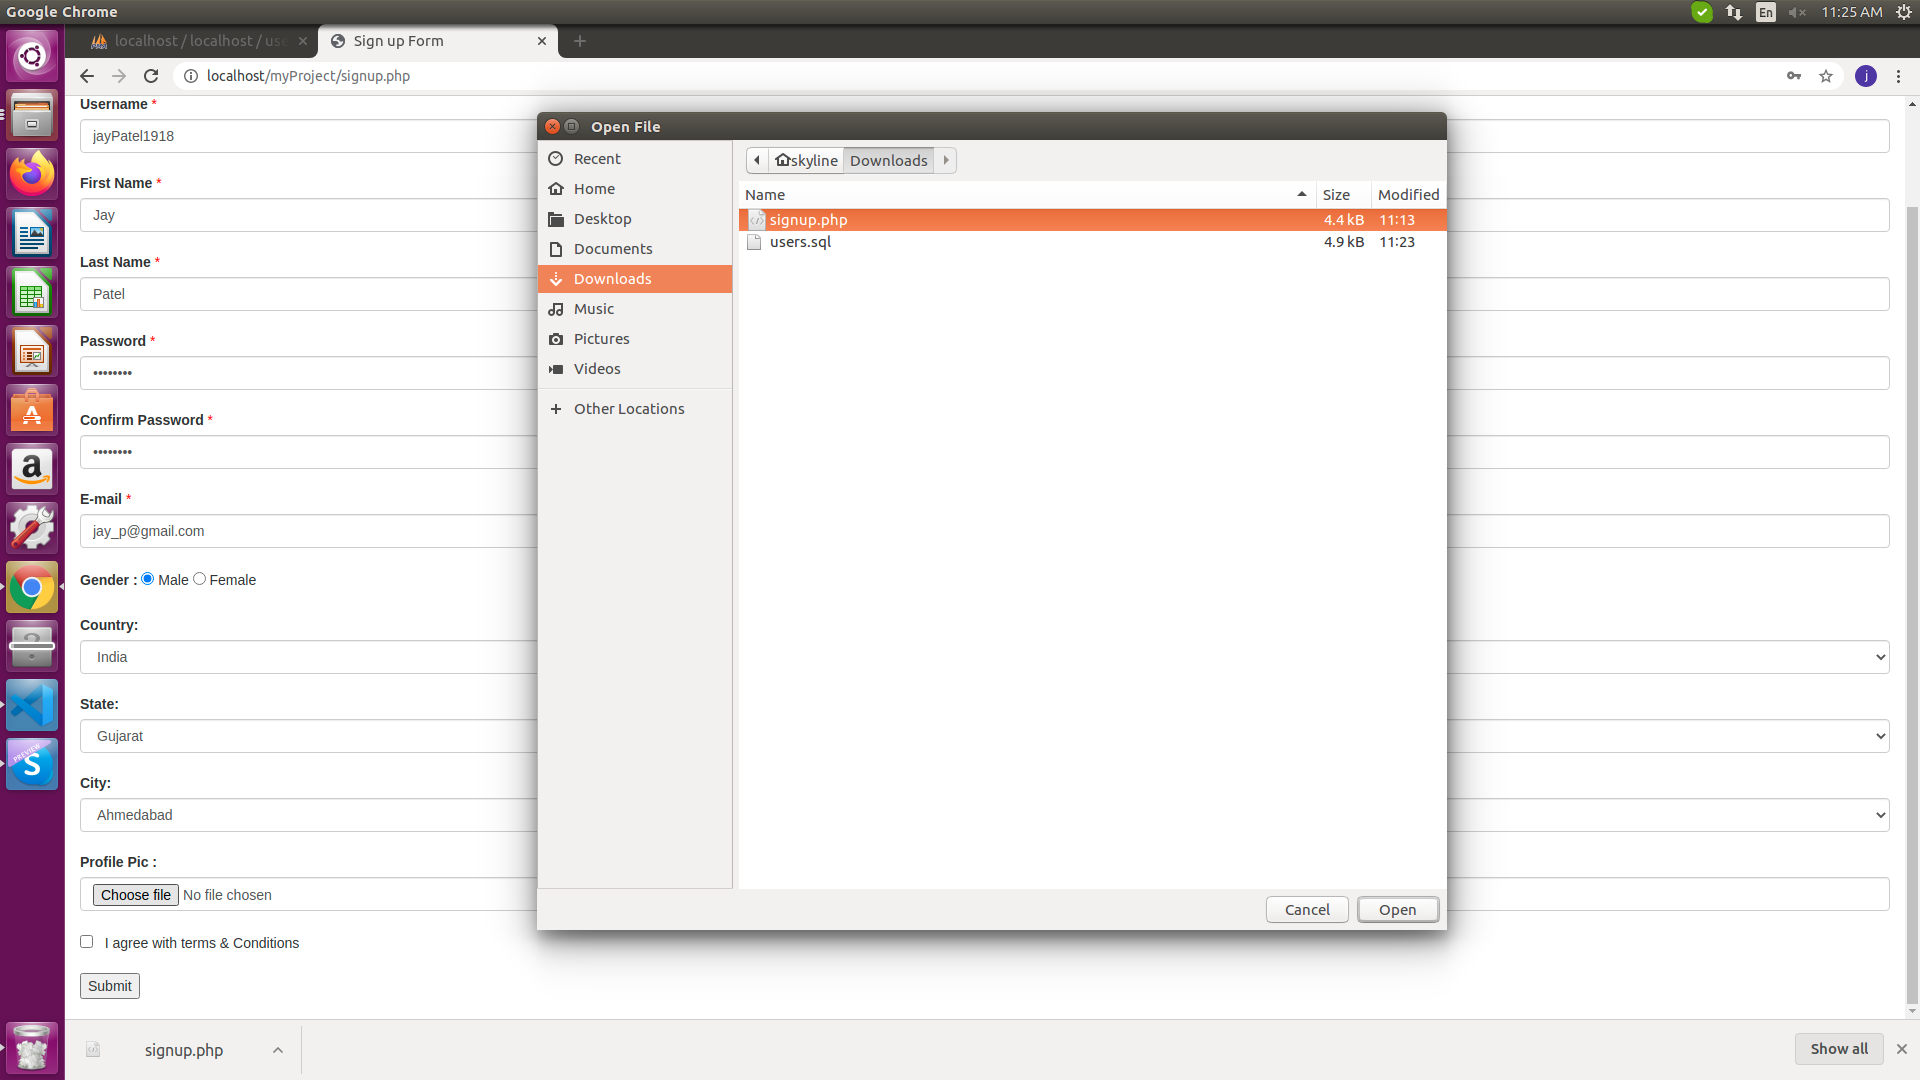 Google Chrome
En
11:25 AM
localhost / localhost / use
Sign up Form
localhost/myProject/signup.php
j
Username *
jayPatel1918
First Name *
Jay
Last Name *
Patel
Password *
••••••••
Confirm Password *
••••••••
E-mail *
jay_p@gmail.com
Gender : Male Female
Country:
India
State:
Gujarat
City:
Ahmedabad
Profile Pic :
Choose file No file chosen
I agree with terms & Conditions
Submit
Open File
Recent
Home
Desktop
Documents
Downloads
Music
Pictures
Videos
Other Locations
skyline Downloads
Name Size Modified
signup.php 4.4 kB 11:13
users.sql 4.9 kB 11:23
Cancel Open
PREVIEW
S
a
A
signup.php
Show all